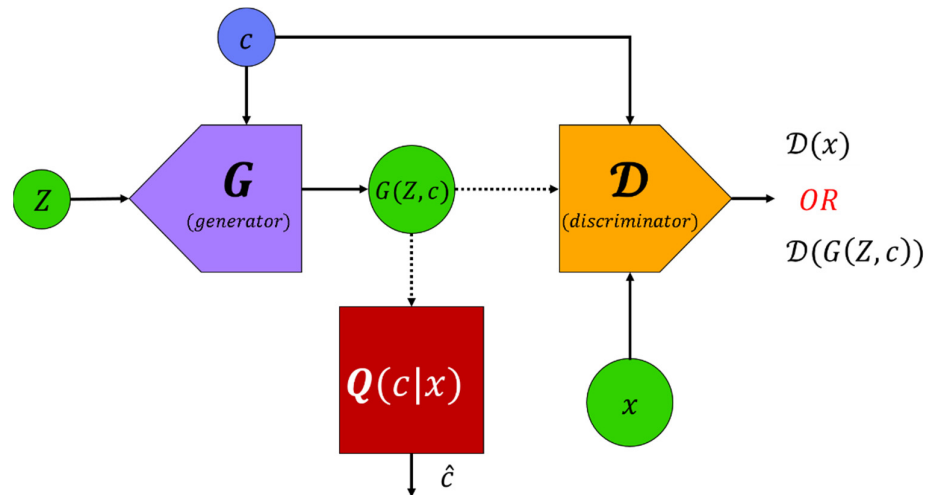 c
Z
G
(generator)
G(Z, c)
𝒟
(discriminator)
𝒟(x)
OR
𝒟(G(Z, c))
Q(c|x)
x
ĉ